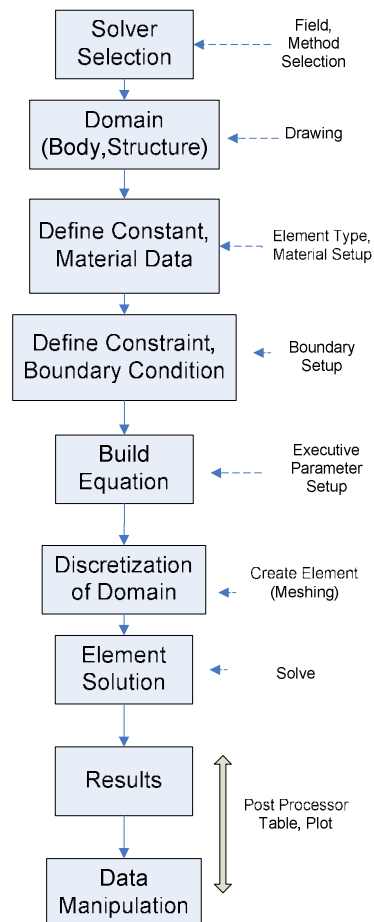 Solver
Selection
Field,
Method
Selection
Domain
(Body,Structure)
Drawing
Define Constant,
Material Data
Element Type,
Material Setup
Define Constraint,
Boundary Condition
Boundary
Setup
Build
Equation
Executive
Parameter
Setup
Discretization
of Domain
Create Element
(Meshing)
Element
Solution
Solve
Results
Post Processor
Table, Plot
Data
Manipulation